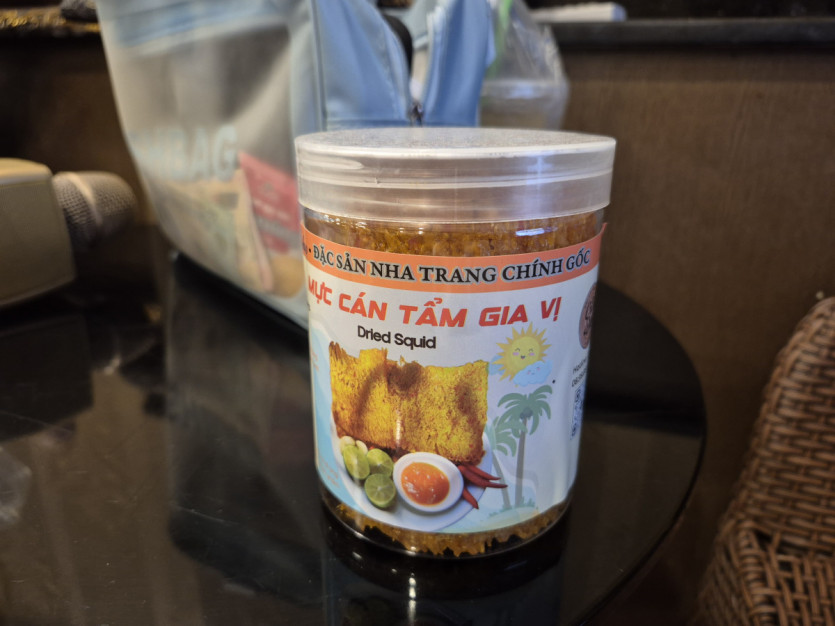 • ĐẶC SẢN NHA TRANG CHÍNH GỐC
MỰC CÁN TẨM GIA VỊ
Dried Squid